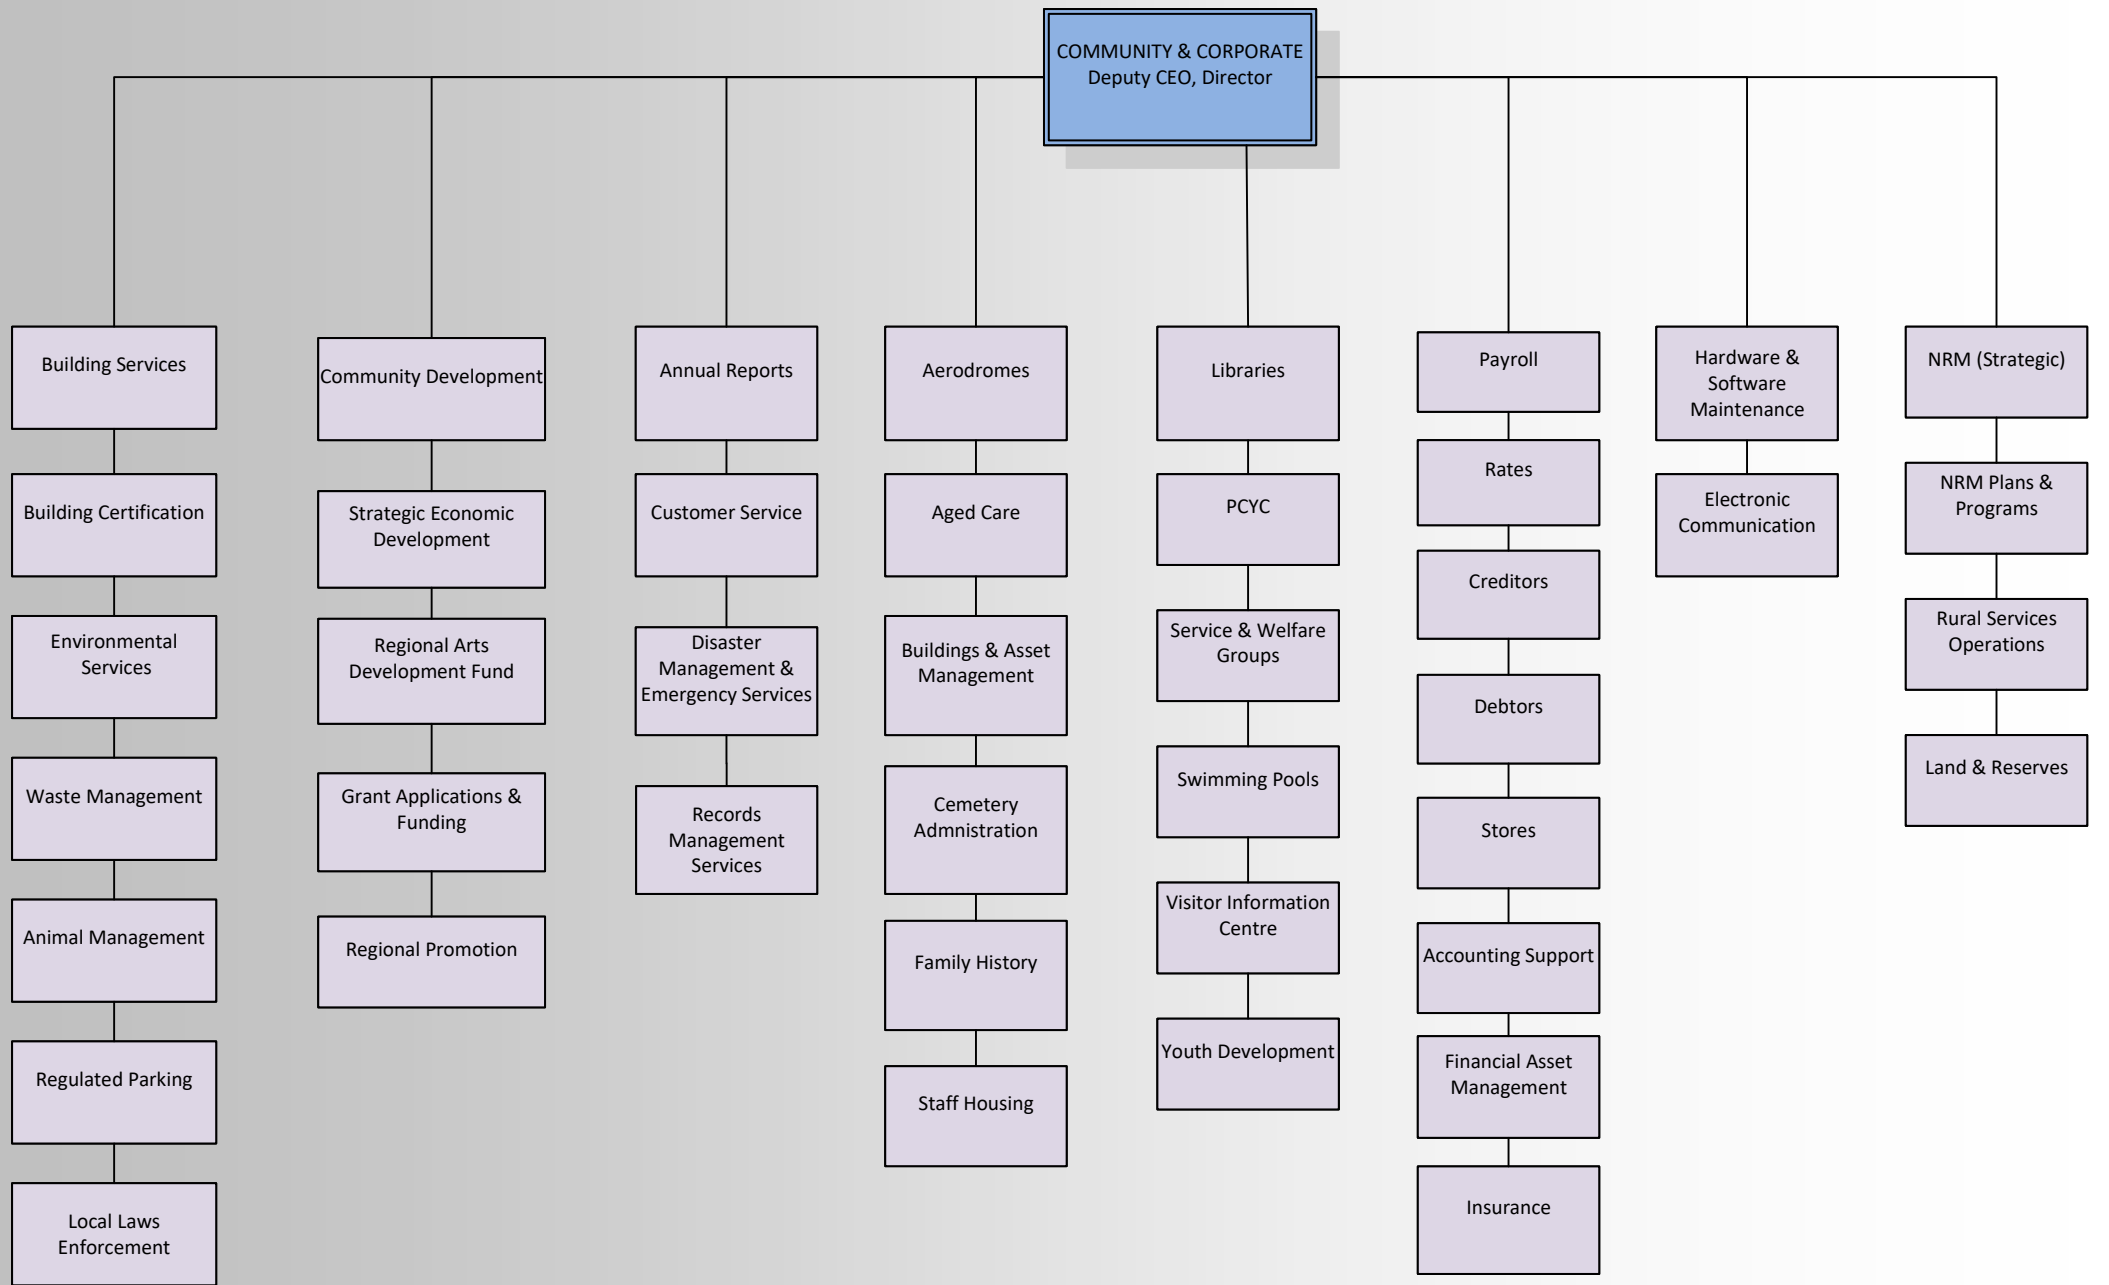 COMMUNITY & CORPORATE
Deputy CEO, Director
Building Services
Building Certification
Environmental
Services
Waste Management
Animal Management
Regulated Parking
Local Laws
Enforcement
Community Development
Strategic Economic
Development
Regional Arts
Development Fund
Grant Applications &
Funding
Regional Promotion
Annual Reports
Customer Service
Disaster
Management &
Emergency Services
Records
Management
Services
Aerodromes
Aged Care
Buildings & Asset
Management
Cemetery
Admnistration
Family History
Staff Housing
Libraries
PCYC
Service & Welfare
Groups
Swimming Pools
Visitor Information
Centre
Youth Development
Payroll
Rates
Creditors
Debtors
Stores
Accounting Support
Financial Asset
Management
Insurance
Hardware &
Software
Maintenance
Electronic
Communication
NRM (Strategic)
NRM Plans &
Programs
Rural Services
Operations
Land & Reserves